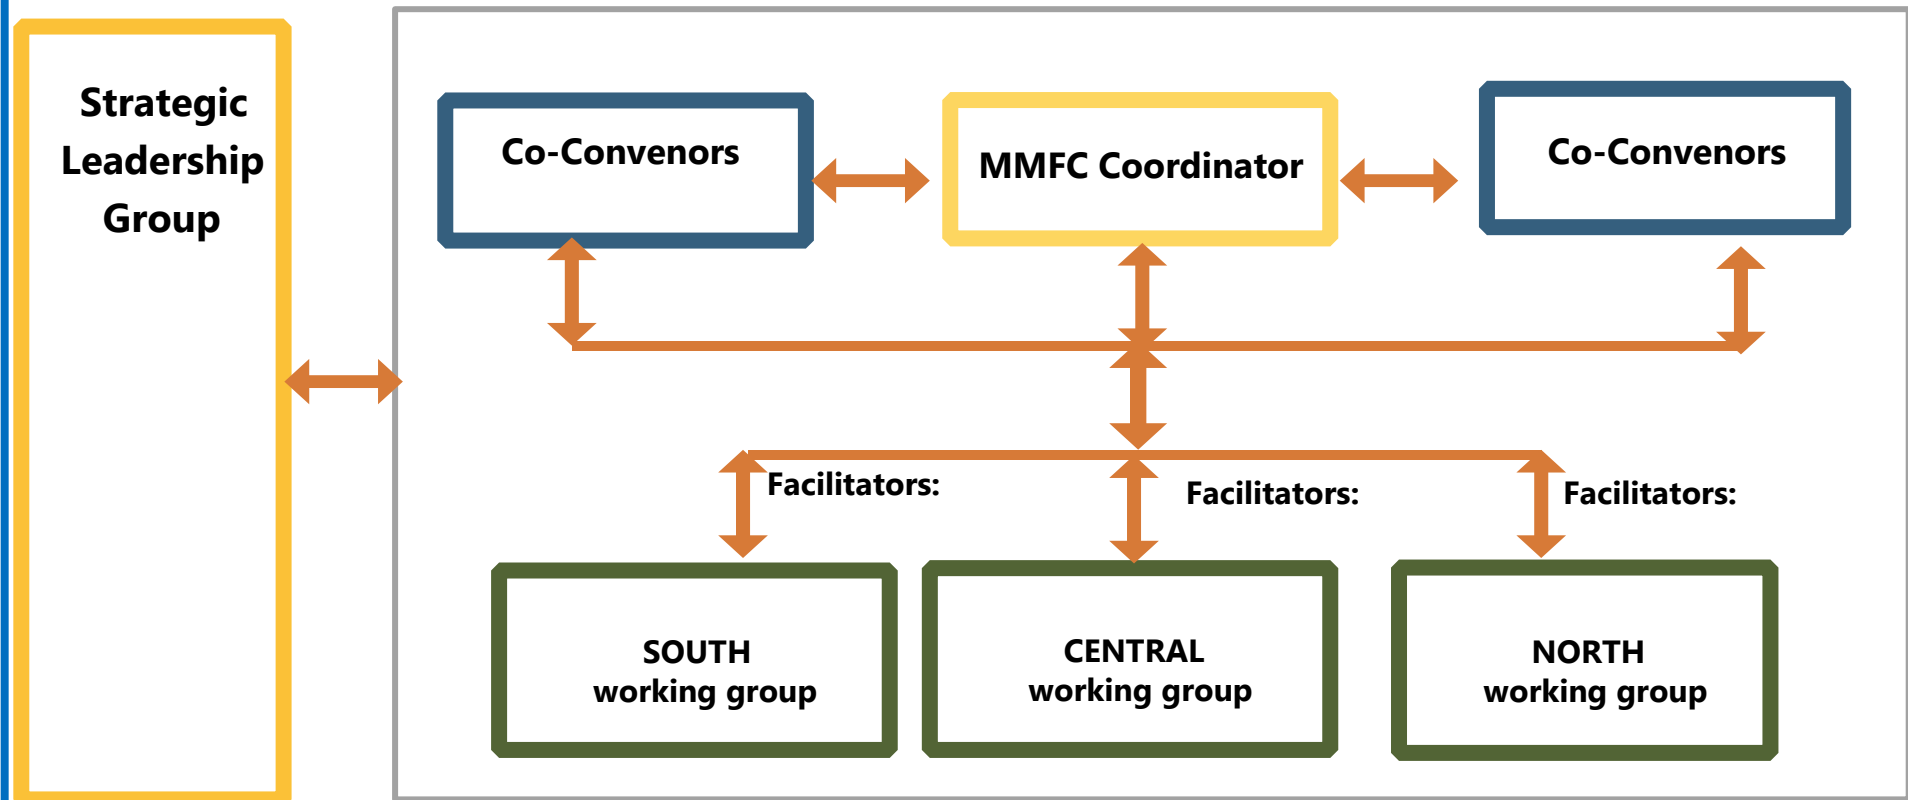 Strategic
Leadership
Group
Co-Convenors
MMFC Coordinator
Co-Convenors
Facilitators:
Facilitators:
Facilitators:
SOUTH
working group
CENTRAL
working group
NORTH
working group